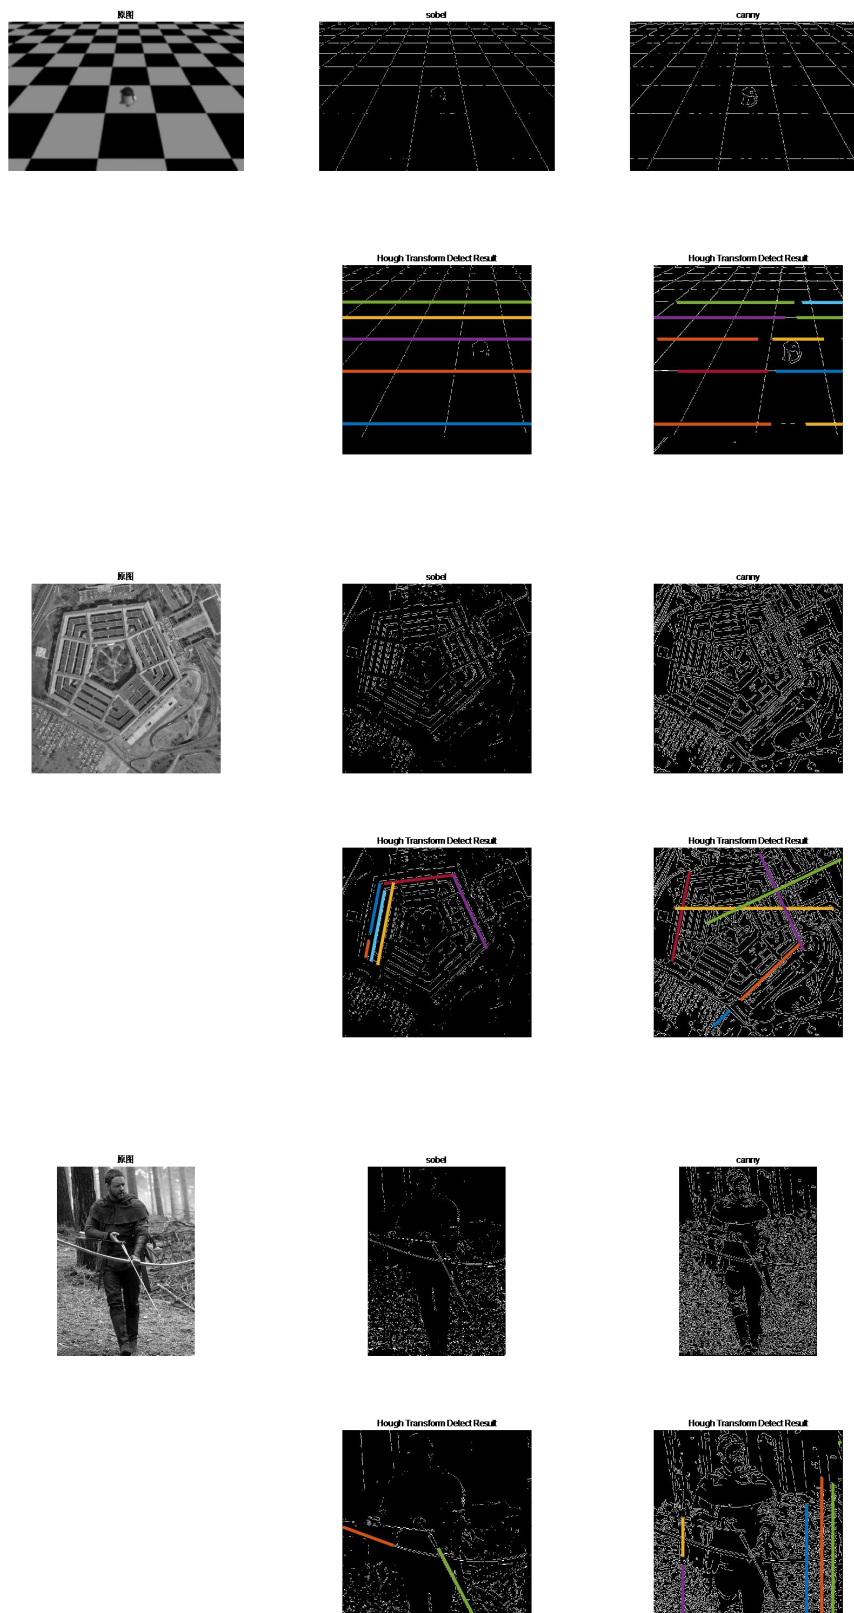 原图
sobel
canny
Hough Transform Detect Result
Hough Transform Detect Result
原图
sobel
canny
Hough Transform Detect Result
Hough Transform Detect Result
原图
sobel
canny
Hough Transform Detect Result
Hough Transform Detect Result